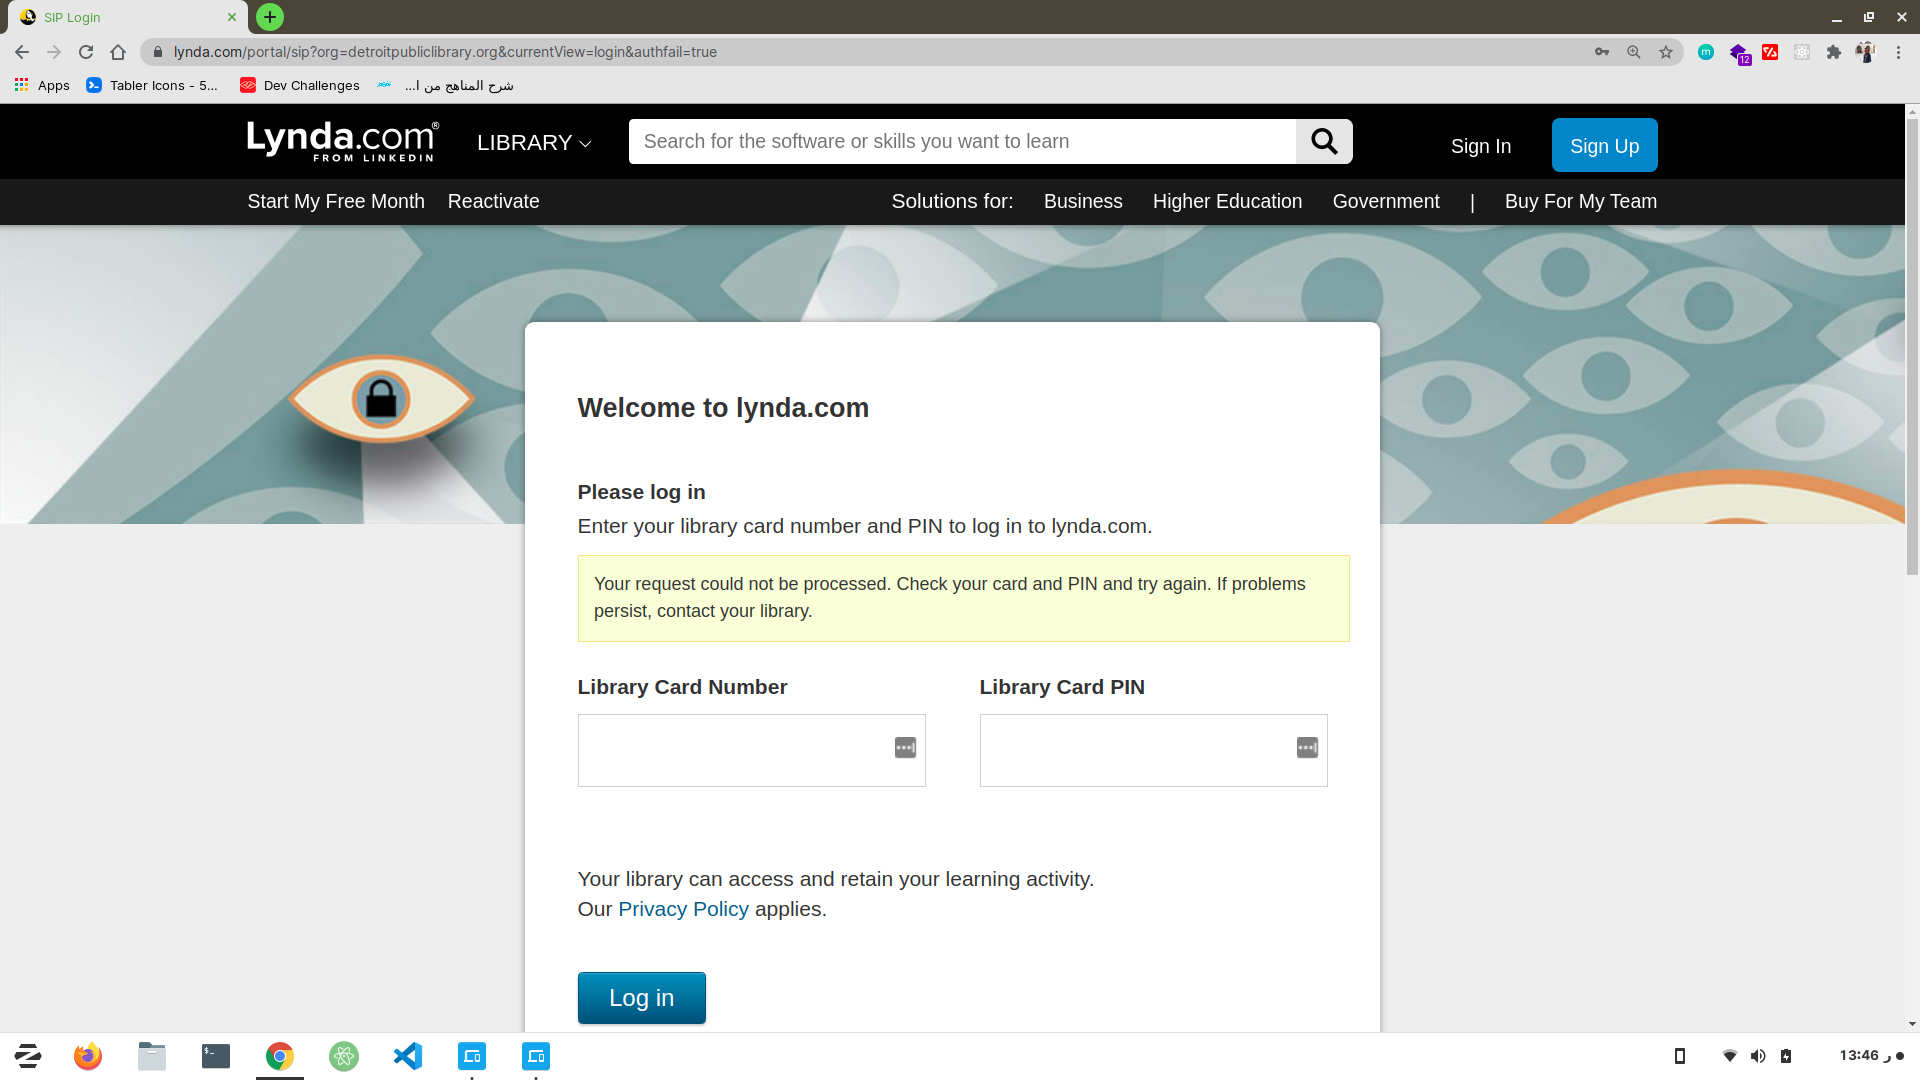 SIP Login
lynda.com/portal/sip?org=detroitpubliclibrary.org&currentView=login&authfail=true
m
12
Apps
Tabler Icons - 5...
Dev Challenges
شرح المناهج من ا...
Lynda.com®
FROM LINKEDIN
LIBRARY
Search for the software or skills you want to learn
Sign In
Sign Up
Start My Free Month
Reactivate
Solutions for:
Business
Higher Education
Government
|
Buy For My Team
Welcome to lynda.com
Please log in
Enter your library card number and PIN to log in to lynda.com.
Your request could not be processed. Check your card and PIN and try again. If problems
persist, contact your library.
Library Card Number
Library Card PIN
Your library can access and retain your learning activity.
Our Privacy Policy applies.
Log in
$-
13:46 ر